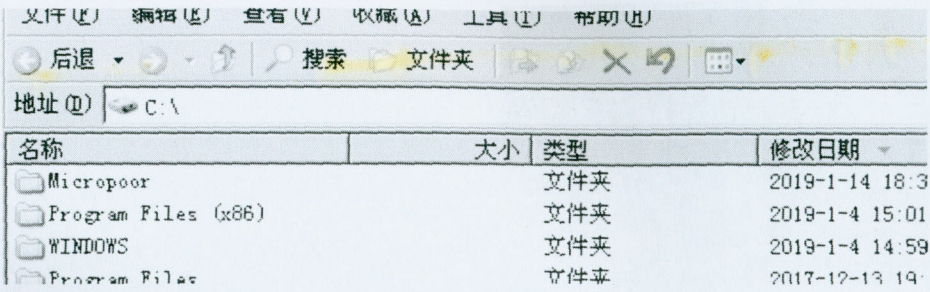 文件(F) 编辑(E) 查看(V) 收藏(A) 工具(T) 帮助(H)
后退 搜索 文件夹
地址(D) C:\
名称 大小 类型 修改日期
Micropoor 文件夹 2019-1-14 18:3
Program Files (x86) 文件夹 2019-1-4 15:01
WINDOWS 文件夹 2019-1-4 14:59
Program Files 文件夹 2017-12-13 19: